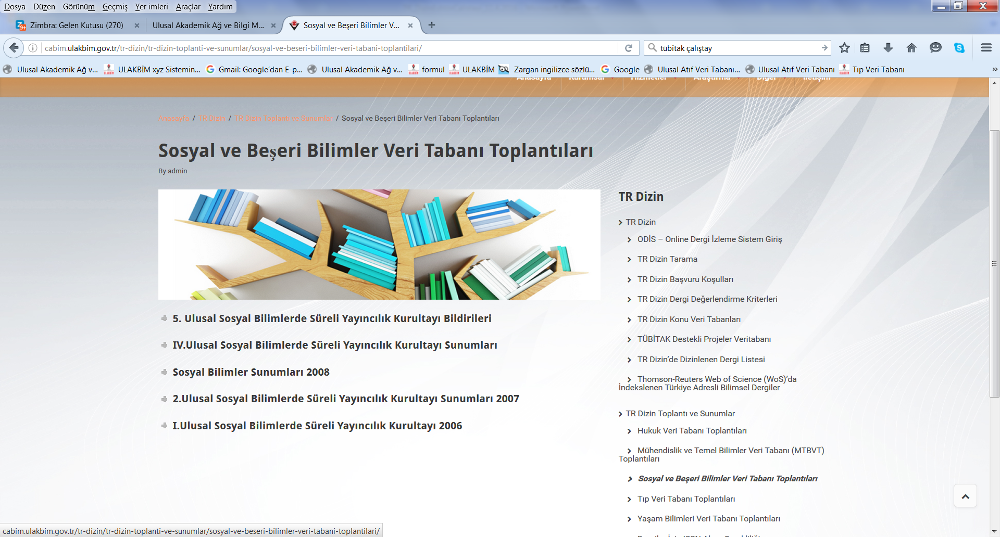 Dosya Düzen Görünüm Geçmiş Yer imleri Araçlar Yardım
Zimbra: Gelen Kutusu (270) Ulusal Akademik Ağ ve Bilgi M... Sosyal ve Beşeri Bilimler V...
cabim.ulakbim.gov.tr/tr-dizin/tr-dizin-toplanti-ve-sunumlar/sosyal-ve-beseri-bilimler-veri-tabani-toplantilari/ tübitak çalıştay
Ulusal Akademik Ağ v... ULAKBİM xyz Sistemin... Gmail: Google'dan E-p... Ulusal Akademik Ağ v... formul ULAKBİM Zargan ingilizce sözlü... Google Ulusal Atıf Veri Tabanı... Ulusal Atıf Veri Tabanı Tıp Veri Tabanı
Anasayfa Kurumsal Hizmetler Araştırma Diğer İletişim
Anasayfa / TR Dizin / TR Dizin Toplantı ve Sunumlar / Sosyal ve Beşeri Bilimler Veri Tabanı Toplantıları
Sosyal ve Beşeri Bilimler Veri Tabanı Toplantıları
By admin
5. Ulusal Sosyal Bilimlerde Süreli Yayıncılık Kurultayı Bildirileri
IV.Ulusal Sosyal Bilimlerde Süreli Yayıncılık Kurultayı Sunumları
Sosyal Bilimler Sunumları 2008
2.Ulusal Sosyal Bilimlerde Süreli Yayıncılık Kurultayı Sunumları 2007
I.Ulusal Sosyal Bilimlerde Süreli Yayıncılık Kurultayı 2006
TR Dizin
TR Dizin
ODİS – Online Dergi İzleme Sistem Giriş
TR Dizin Tarama
TR Dizin Başvuru Koşulları
TR Dizin Dergi Değerlendirme Kriterleri
TR Dizin Konu Veri Tabanları
TÜBİTAK Destekli Projeler Veritabanı
TR Dizin'de Dizinlenen Dergi Listesi
Thomson-Reuters Web of Science (WoS)'da
İndekslenen Türkiye Adresli Bilimsel Dergiler
TR Dizin Toplantı ve Sunumlar
Hukuk Veri Tabanı Toplantıları
Mühendislik ve Temel Bilimler Veri Tabanı (MTBVT)
Toplantıları
Sosyal ve Beşeri Bilimler Veri Tabanı Toplantıları
Tıp Veri Tabanı Toplantıları
Yaşam Bilimleri Veri Tabanı Toplantıları
cabim.ulakbim.gov.tr/tr-dizin/tr-dizin-toplanti-ve-sunumlar/sosyal-ve-beseri-bilimler-veri-tabani-toplantilari/